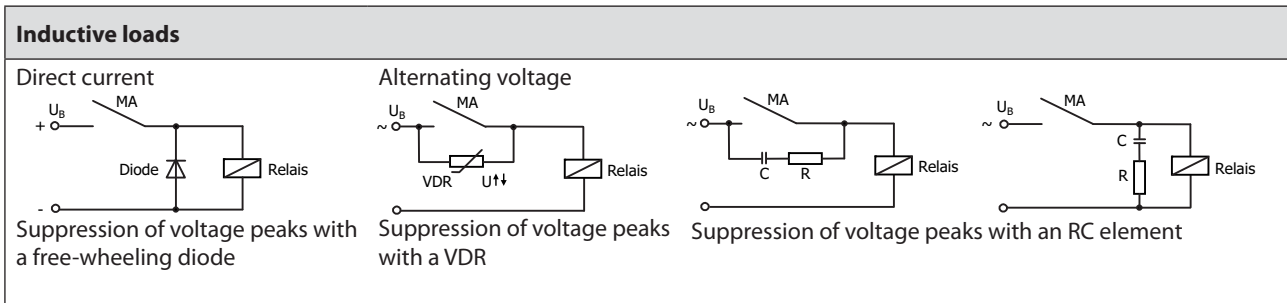 Inductive loads
Direct current
Alternating voltage
+ UB MA
Diode
Relais
-
Suppression of voltage peaks with
a free-wheeling diode
~ UB MA
VDR U↑↓
Relais
Suppression of voltage peaks
with a VDR
~ UB MA
C R
Relais
~ UB MA
C
R
Relais
Suppression of voltage peaks with an RC element